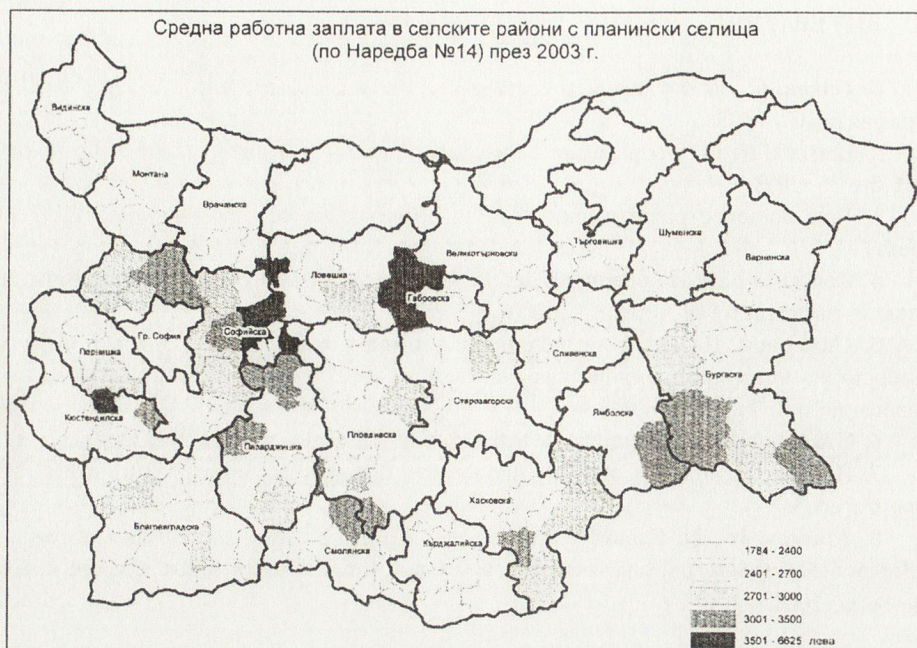 Средна работна заплата в селските райони с планински селища
(по Наредба №14) през 2003 г.
Видинска
Монтана
Врачанска
Ловешка
Габровска
Великотърновска
Търговишка
Шуменска
Варненска
Гр. София
Софийска
Пернишка
Кюстендилска
Пазарджишка
Пловдивска
Старозагорска
Сливенска
Ямболска
Бургаска
Благоевградска
Смолянска
Кърджалийска
Хасковска
1784 - 2400
2401 - 2700
2701 - 3000
3001 - 3500
3501 - 6625 лева